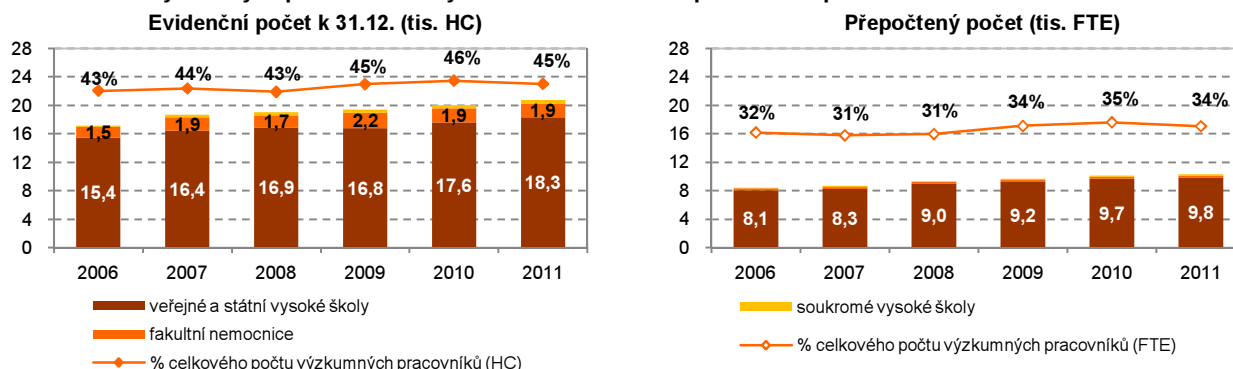 Evidenční počet k 31.12. (tis. HC)
28
24
20
16
12
8
4
0
43% 44% 43% 45% 46% 45%
1,5 1,9 1,7 2,2 1,9 1,9
15,4 16,4 16,9 16,8 17,6 18,3
2006 2007 2008 2009 2010 2011
veřejné a státní vysoké školy
fakultní nemocnice
% celkového počtu výzkumných pracovníků (HC)
Přepočtený počet (tis. FTE)
28
24
20
16
12
8
4
0
32% 31% 31% 34% 35% 34%
8,1 8,3 9,0 9,2 9,7 9,8
2006 2007 2008 2009 2010 2011
soukromé vysoké školy
% celkového počtu výzkumných pracovníků (FTE)